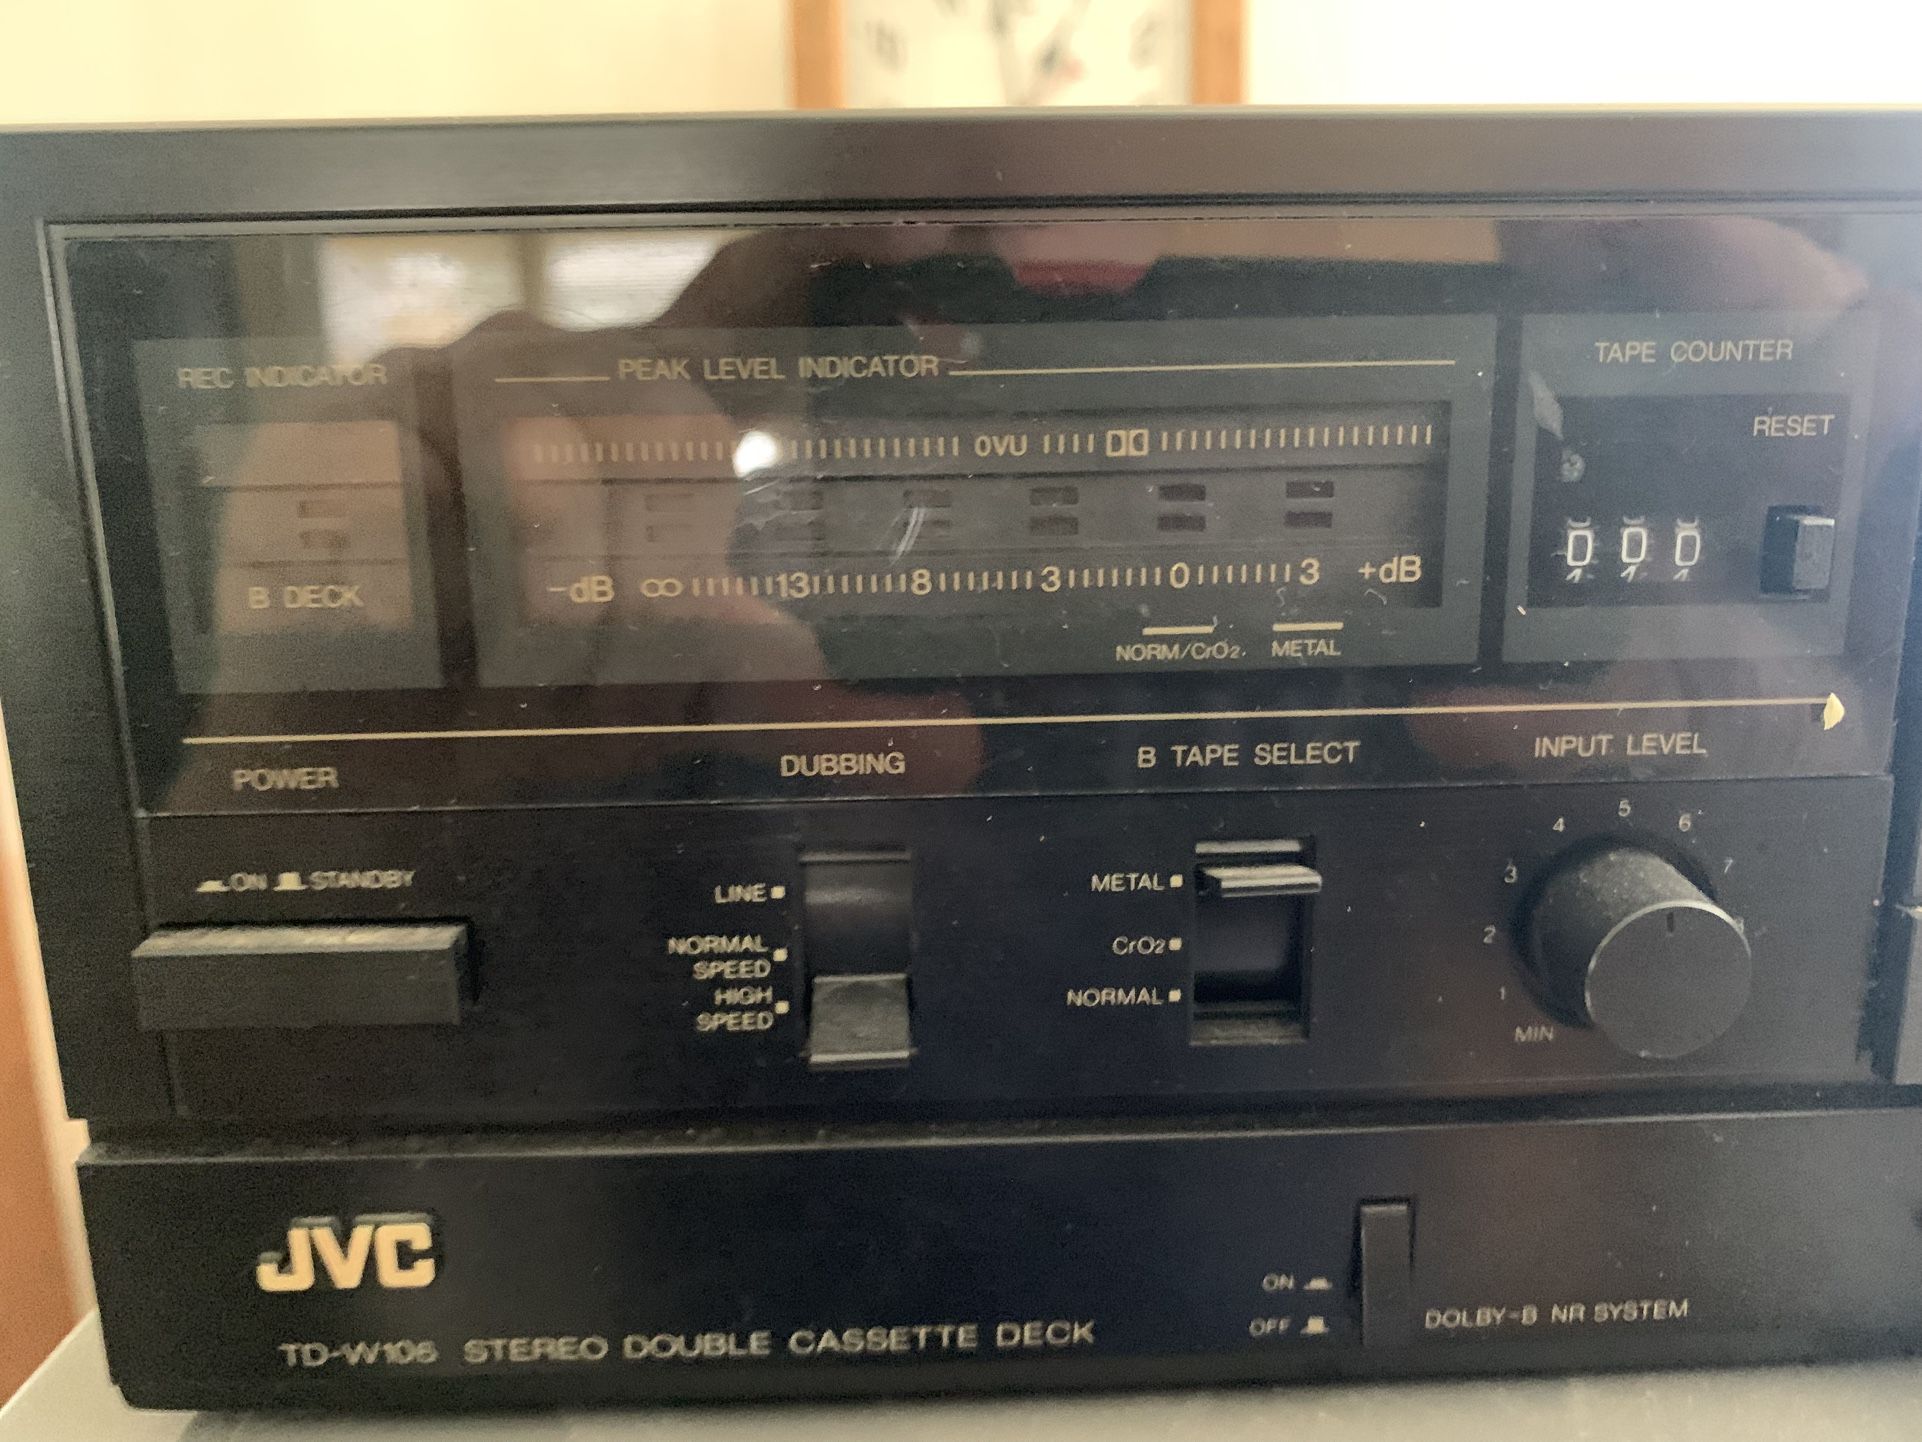 REC INDICATOR
PEAK LEVEL INDICATOR
TAPE COUNTER
RESET
0VU
B DECK
-dB ∞ 13 8 3 0 3 +dB
0 0 0
NORM/CrO2. METAL
POWER
DUBBING
B TAPE SELECT
INPUT LEVEL
ON STANDBY
LINE
NORMAL SPEED
HIGH SPEED
METAL
CrO2
NORMAL
MIN 1 2 3 4 5 6 7 8
JVC
TD-W106 STEREO DOUBLE CASSETTE DECK
ON
OFF
DOLBY-B NR SYSTEM